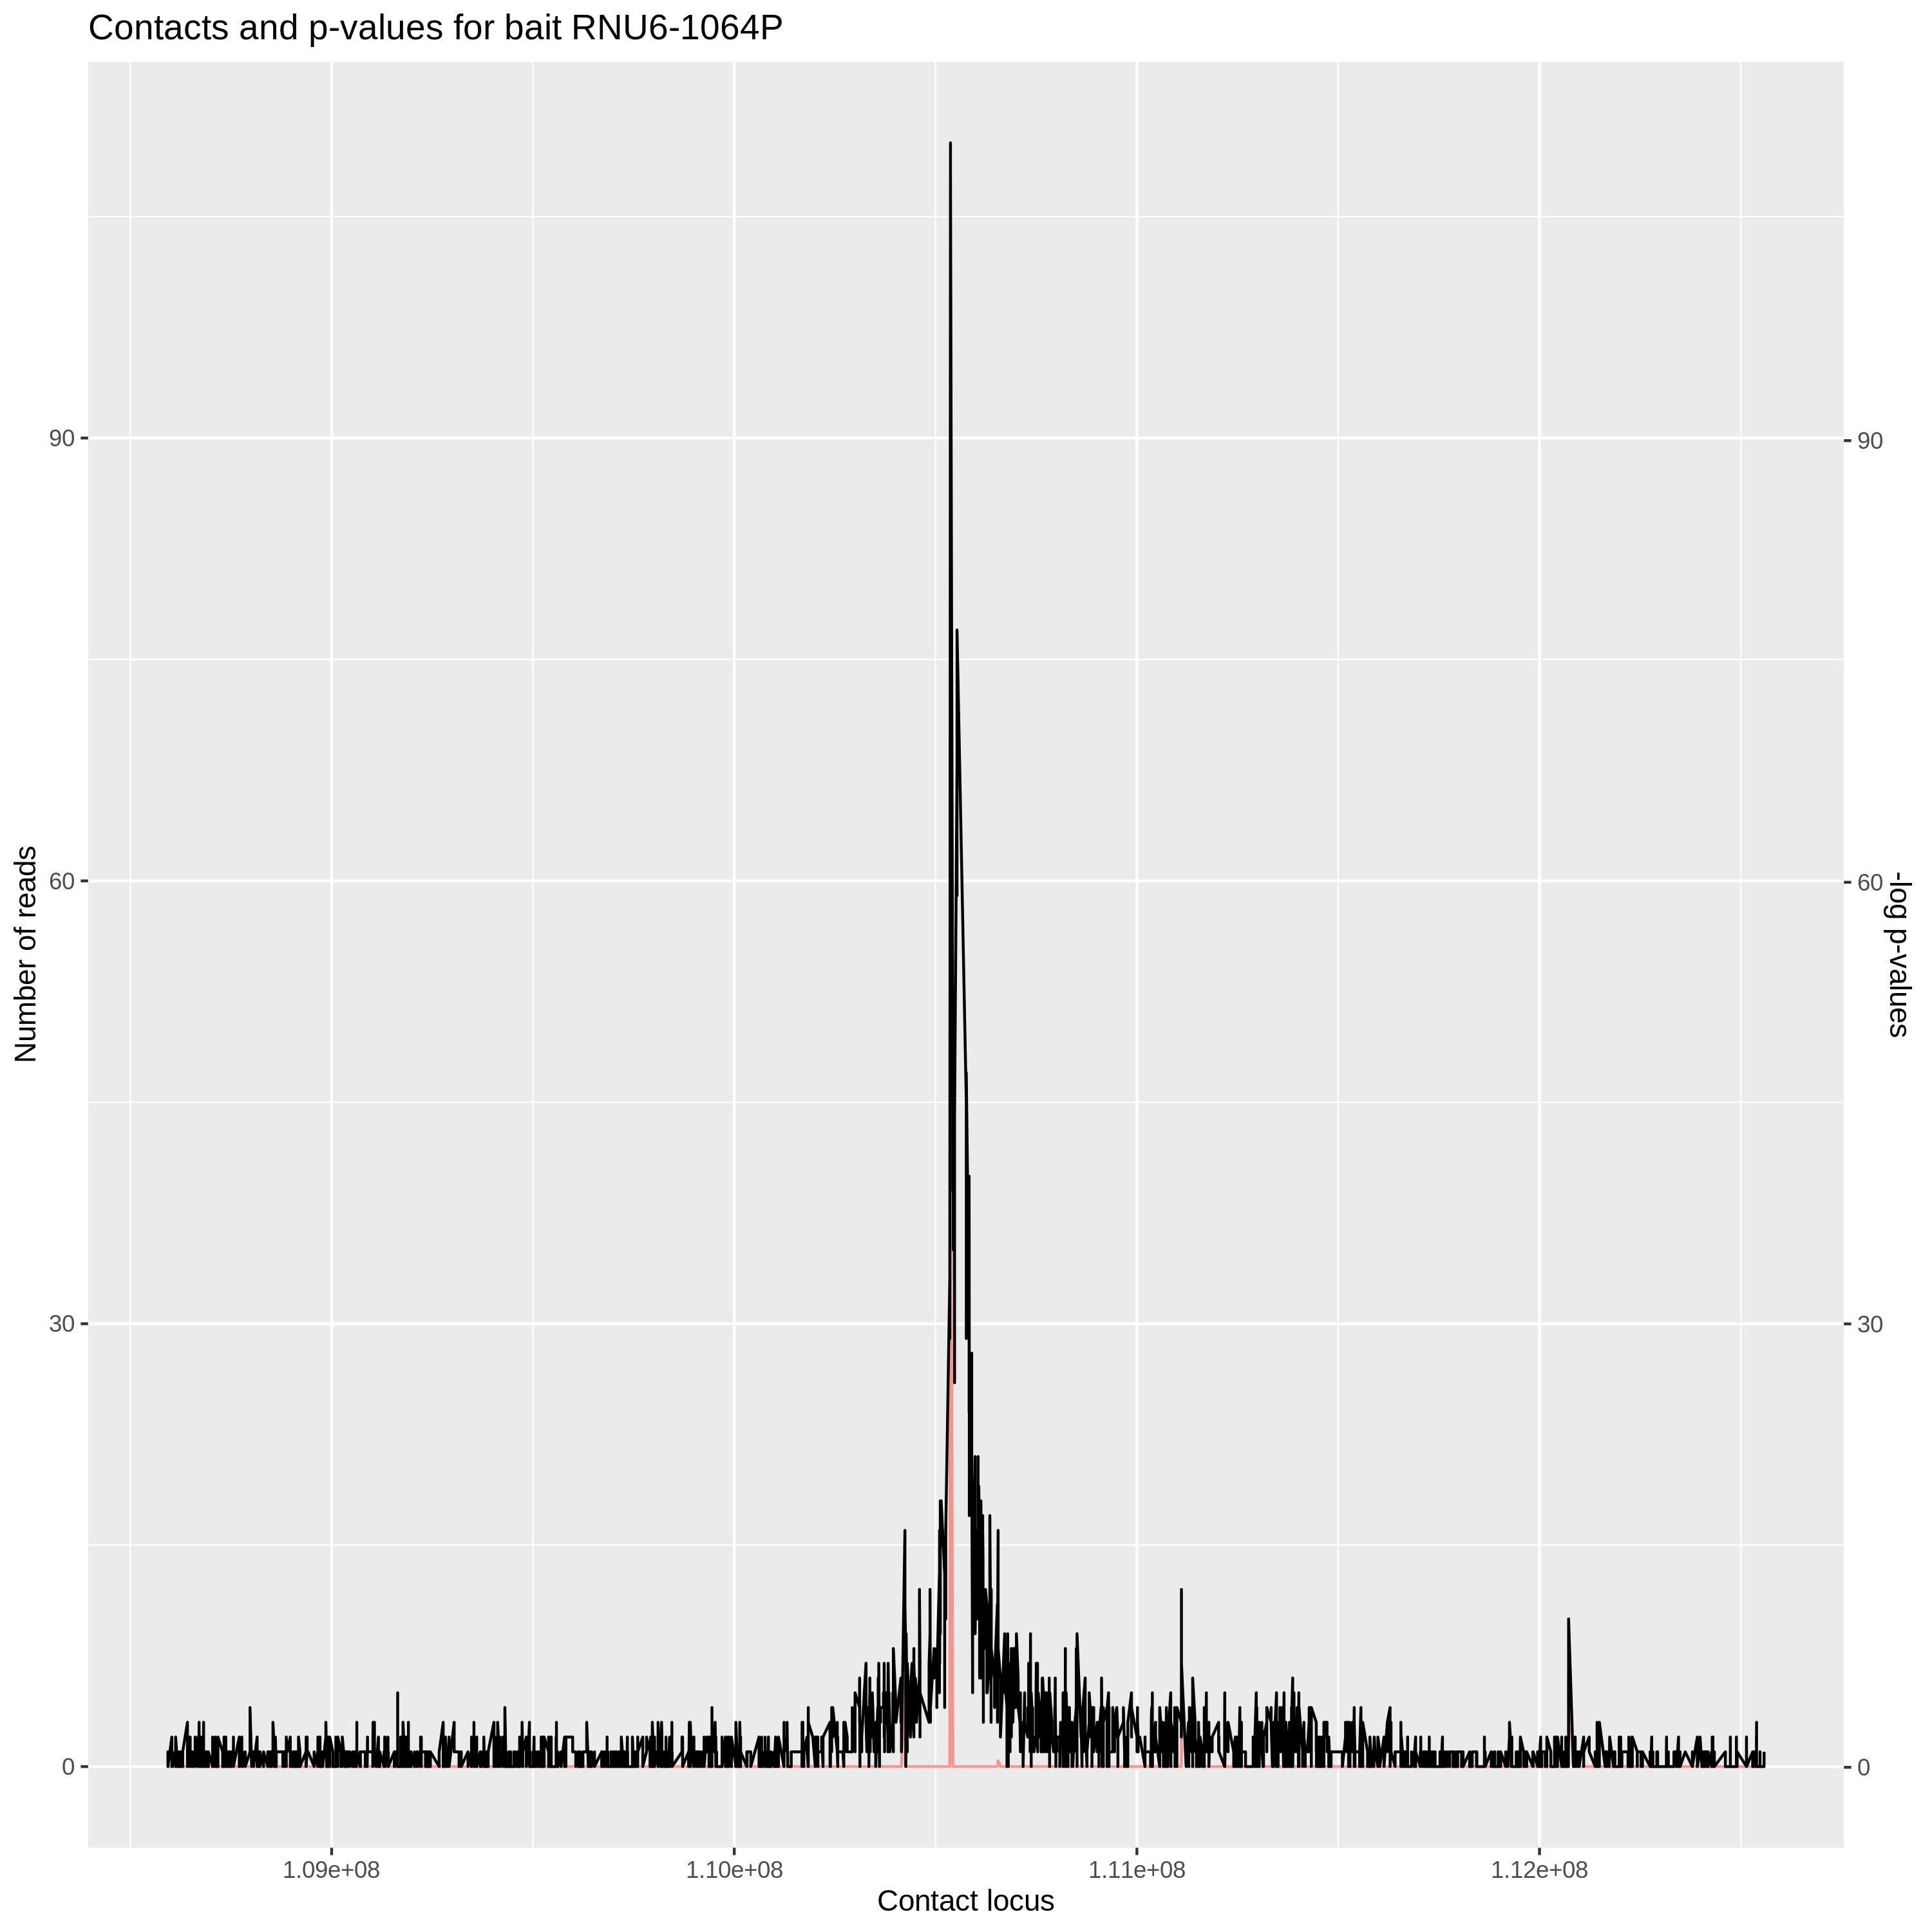 Contacts and p-values for bait RNU6-1064P
90
60
30
0
90
60
30
0
Number of reads
-log p-values
1.09e+08
1.10e+08
1.11e+08
1.12e+08
Contact locus